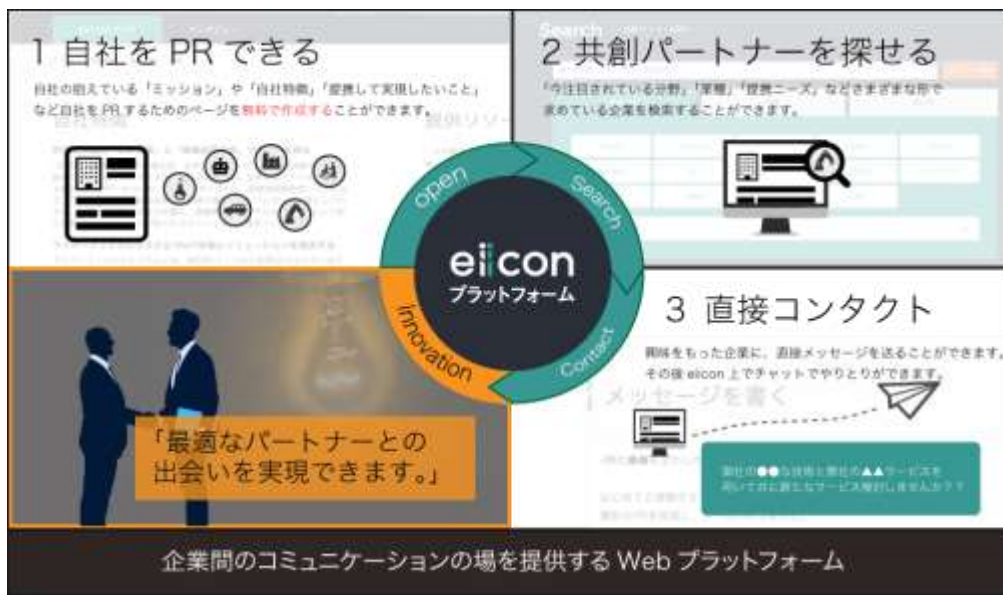 1 自社を PR できる
自社の抱えている「ミッション」や「自社特徴」「提携して実現したいこと」
など自社を PR するためのページを無料で作成することができます。
2 共創パートナーを探せる
「今注目されている分野」「業種」「提携ニーズ」などさまざまな形で
求めている企業を検索することができます。
open
Search
Contact
innovation
eiicon
プラットフォーム
3 直接コンタクト
興味をもった企業に、直接メッセージを送ることができます。
その後 eiicon 上でチャットでやりとりができます。
メッセージを書く
御社の●●な技術と弊社の▲▲サービスを
用いて共に新たなサービス検討しませんか？？
「最適なパートナーとの
出会いを実現できます。」
企業間のコミュニケーションの場を提供する Web プラットフォーム